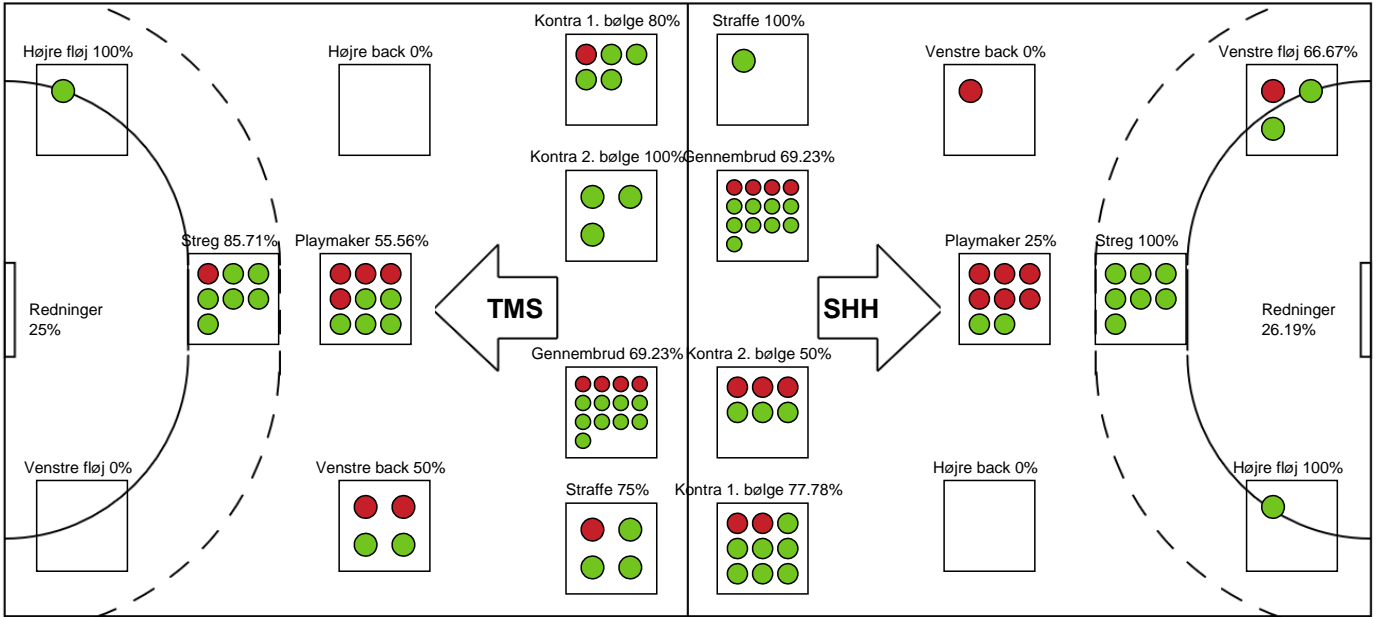 Kontra 1. bølge 80%
Straffe 100%
Højre fløj 100%
Højre back 0%
Venstre back 0%
Venstre fløj 66.67%
Kontra 2. bølge 100%
Gennembrud 69.23%
Streg 85.71%
Playmaker 55.56%
Playmaker 25%
Streg 100%
Redninger
25%
TMS
SHH
Redninger
26.19%
Gennembrud 69.23%
Kontra 2. bølge 50%
Venstre fløj 0%
Venstre back 50%
Straffe 75%
Kontra 1. bølge 77.78%
Højre back 0%
Højre fløj 100%